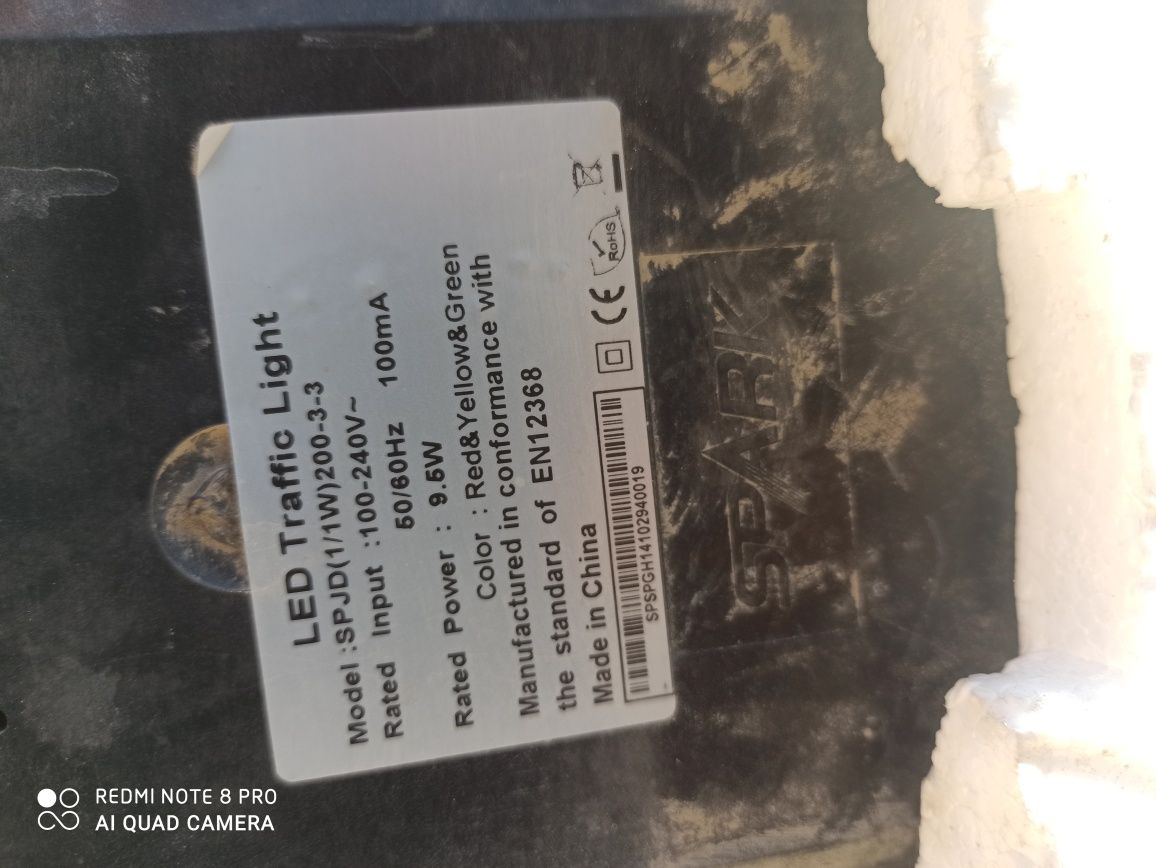 LED Traffic Light
Model :SPJD(1/1W)200-3-3
Rated Input :100-240V~
50/60Hz 100mA
Rated Power : 9.5W
Color : Red&Yellow&Green
Manufactured in conformance with
the standard of EN12368
Made in China
SPSPGH14102940019
CE RoHS
SPARK
REDMI NOTE 8 PRO
AI QUAD CAMERA